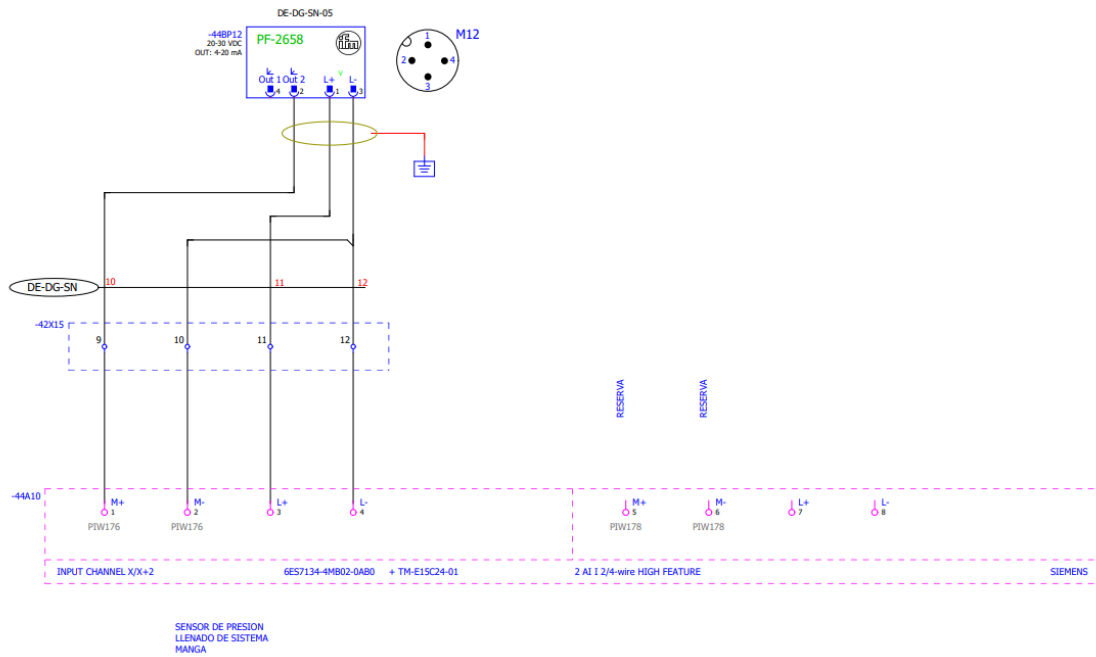 DE-DG-SN-05
-44BP12
20-30 VDC
OUT: 4-20 mA
PF-2658
ifm
M12
1
2
4
3
v
Out 1
Out 2
L+
L-
4
2
1
3
DE-DG-SN
10
11
12
-42X15
9
10
11
12
RESERVA
RESERVA
-44A10
M+
M-
L+
L-
M+
M-
L+
L-
1
2
3
4
5
6
7
8
PIW176
PIW176
PIW178
PIW178
INPUT CHANNEL X/X+2
6ES7134-4MB02-0AB0 + TM-E15C24-01
2 AI I 2/4-wire HIGH FEATURE
SIEMENS
SENSOR DE PRESION
LLENADO DE SISTEMA
MANGA